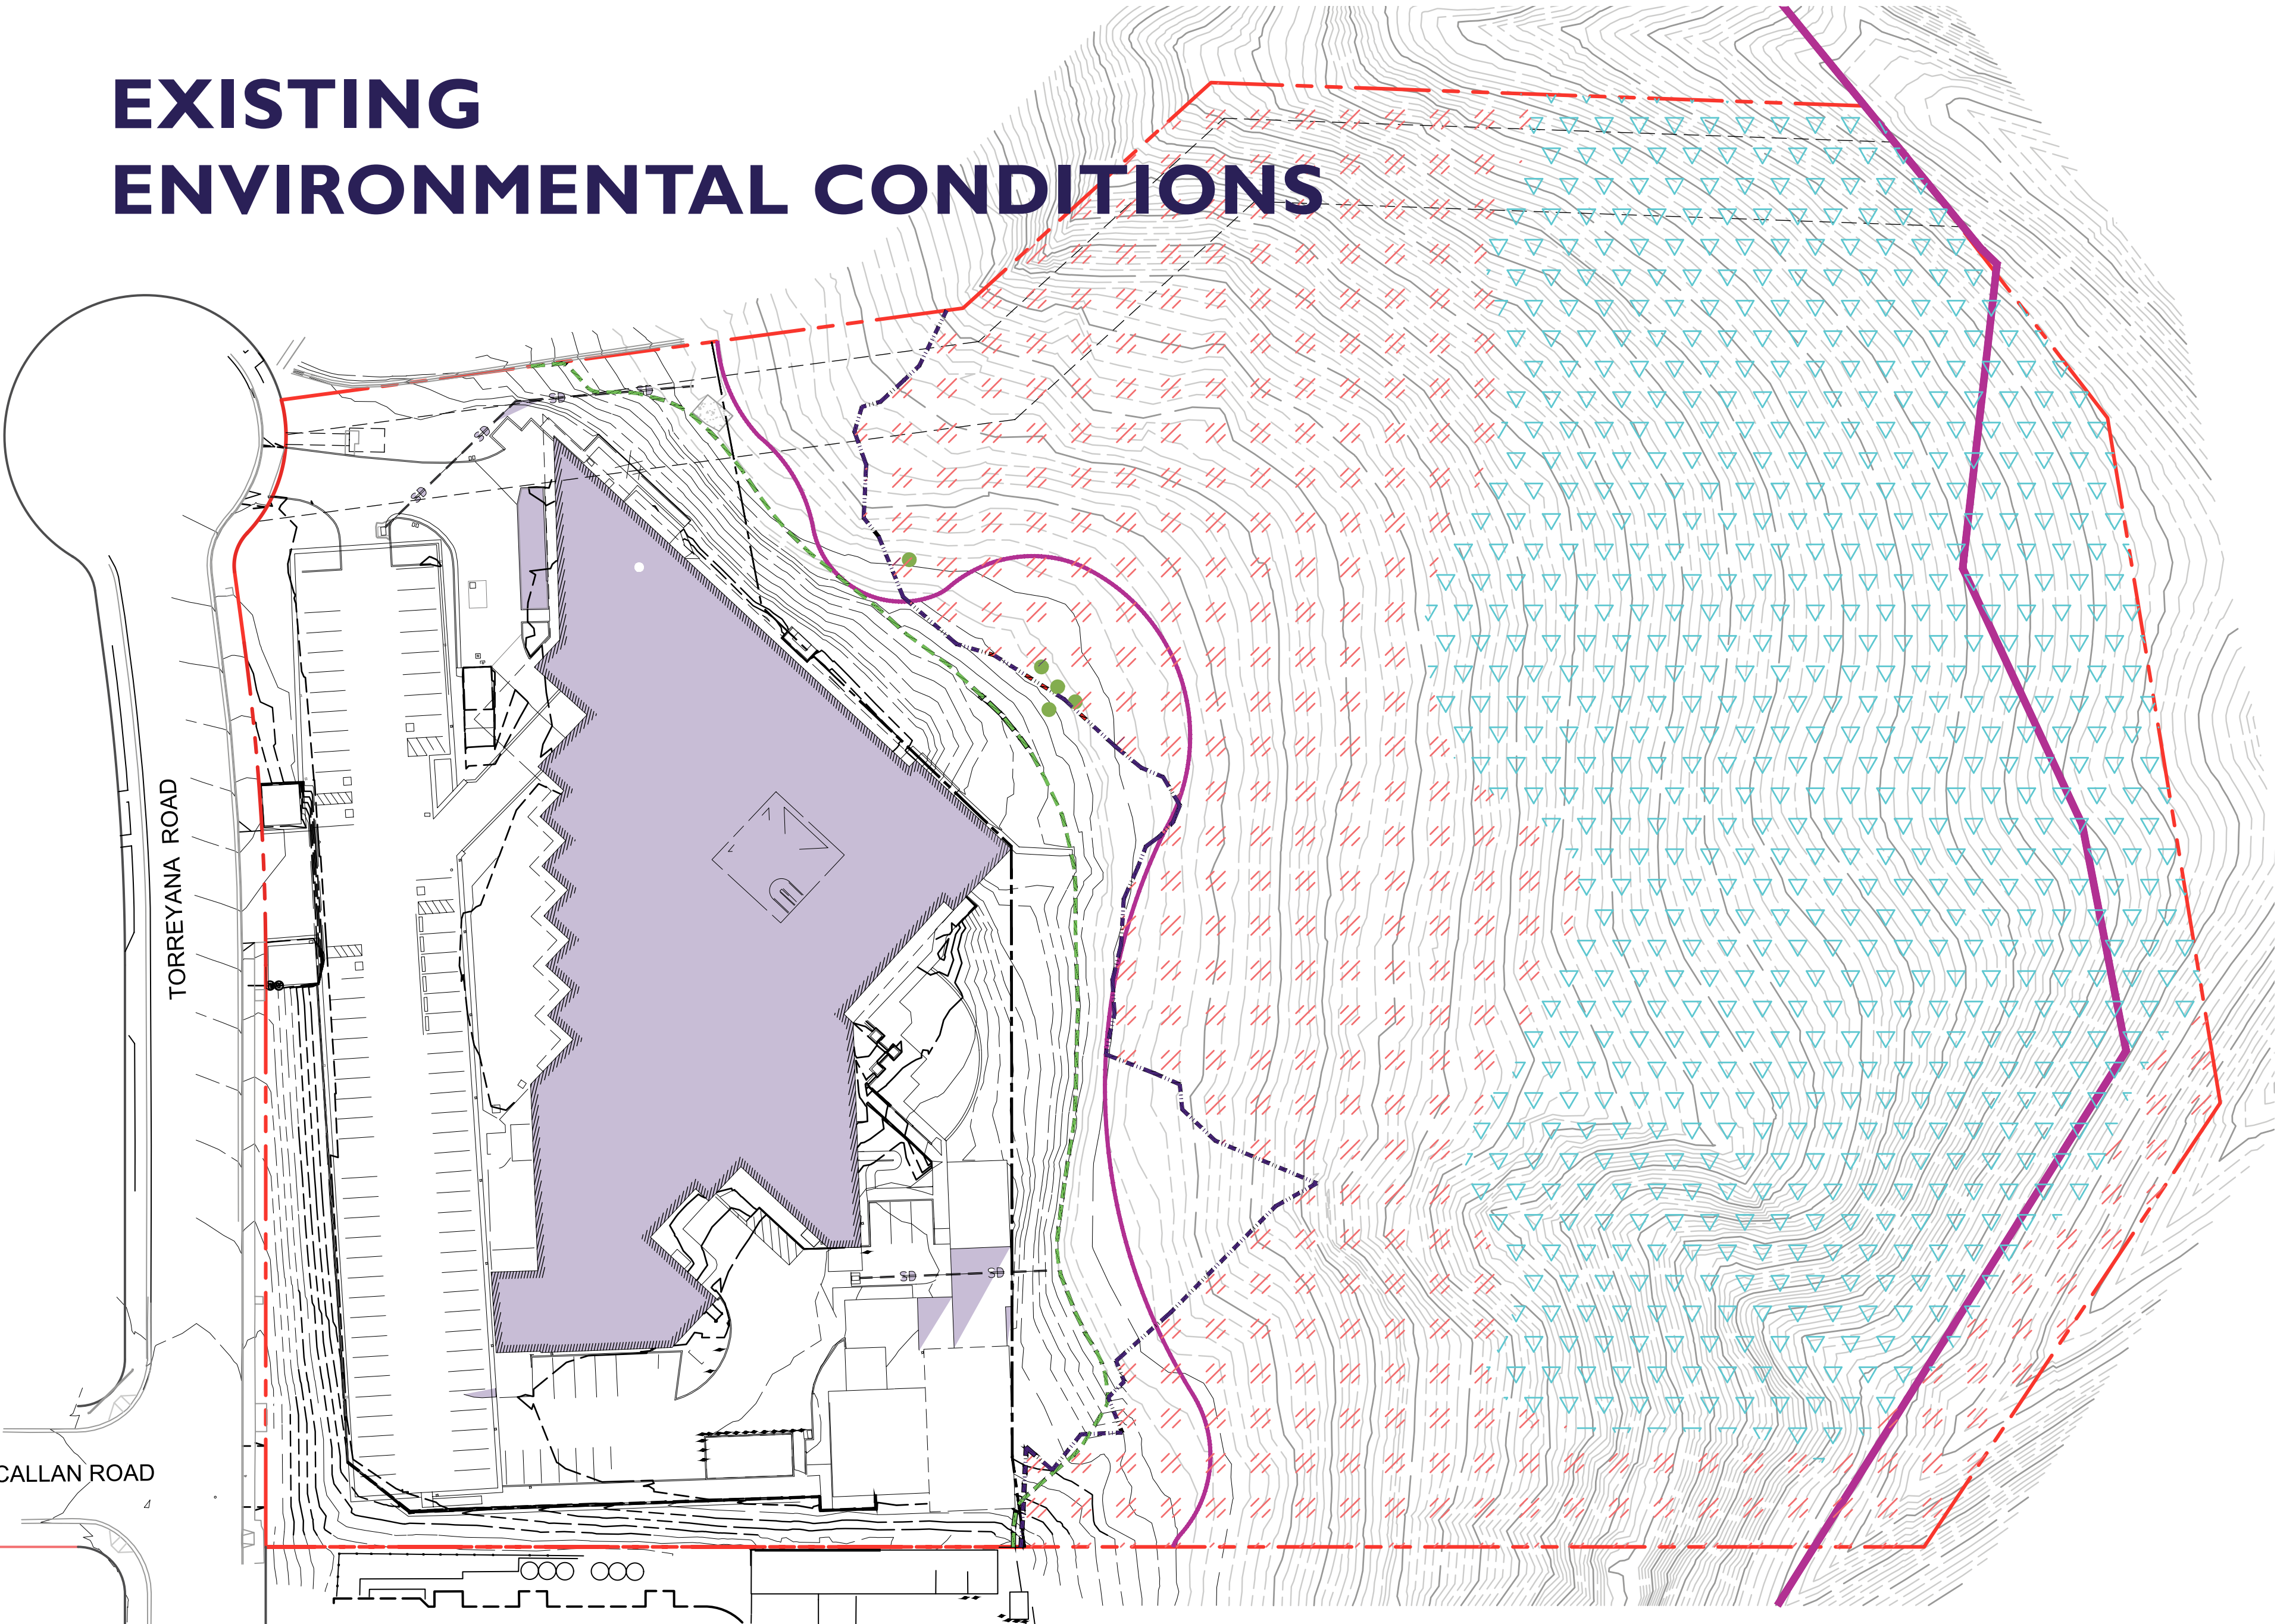 EXISTING
ENVIRONMENTAL CONDITIONS
SD
SD
SD
SD
TORREYANA ROAD
SD
SD
CALLAN ROAD